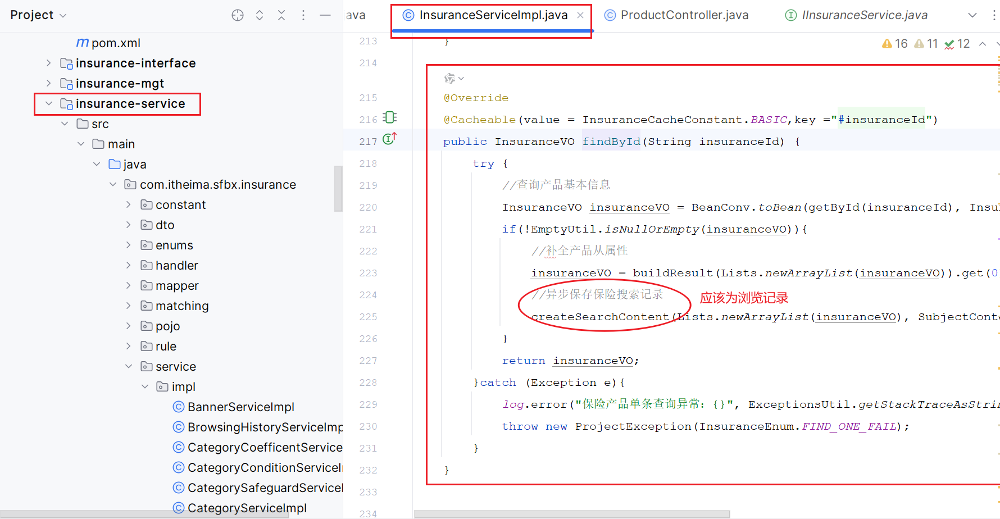 Project
pom.xml
insurance-interface
insurance-mgt
insurance-service
src
main
java
com.itheima.sfbx.insurance
constant
dto
enums
handler
mapper
matching
pojo
rule
service
impl
BannerServiceImpl
BrowsingHistoryServiceImp
CategoryCoefficentService
CategoryConditionServiceI
CategorySafeguardServiceI
CategoryServiceImpl
ava InsuranceServiceImpl.java ProductController.java IInsuranceService.java
16 11 12
213 }
214
215 @Override
216 @Cacheable(value = InsuranceCacheConstant.BASIC,key ="#insuranceId")
217 public InsuranceVO findById(String insuranceId) {
218 try {
219 //查询产品基本信息
220 InsuranceVO insuranceVO = BeanConv.toBean(getById(insuranceId), Insu
221 if(!EmptyUtil.isNullOrEmpty(insuranceVO)){
222 //补全产品从属性
223 insuranceVO = buildResult(Lists.newArrayList(insuranceVO)).get(0
224 //异步保存保险搜索记录 应该为浏览记录
225 createSearchContent(Lists.newArrayList(insuranceVO), SubjectConte
226 }
227 return insuranceVO;
228 }catch (Exception e){
229 log.error("保险产品单条查询异常：{}", ExceptionsUtil.getStackTraceAsStrin
230 throw new ProjectException(InsuranceEnum.FIND_ONE_FAIL);
231 }
232 }
233
234